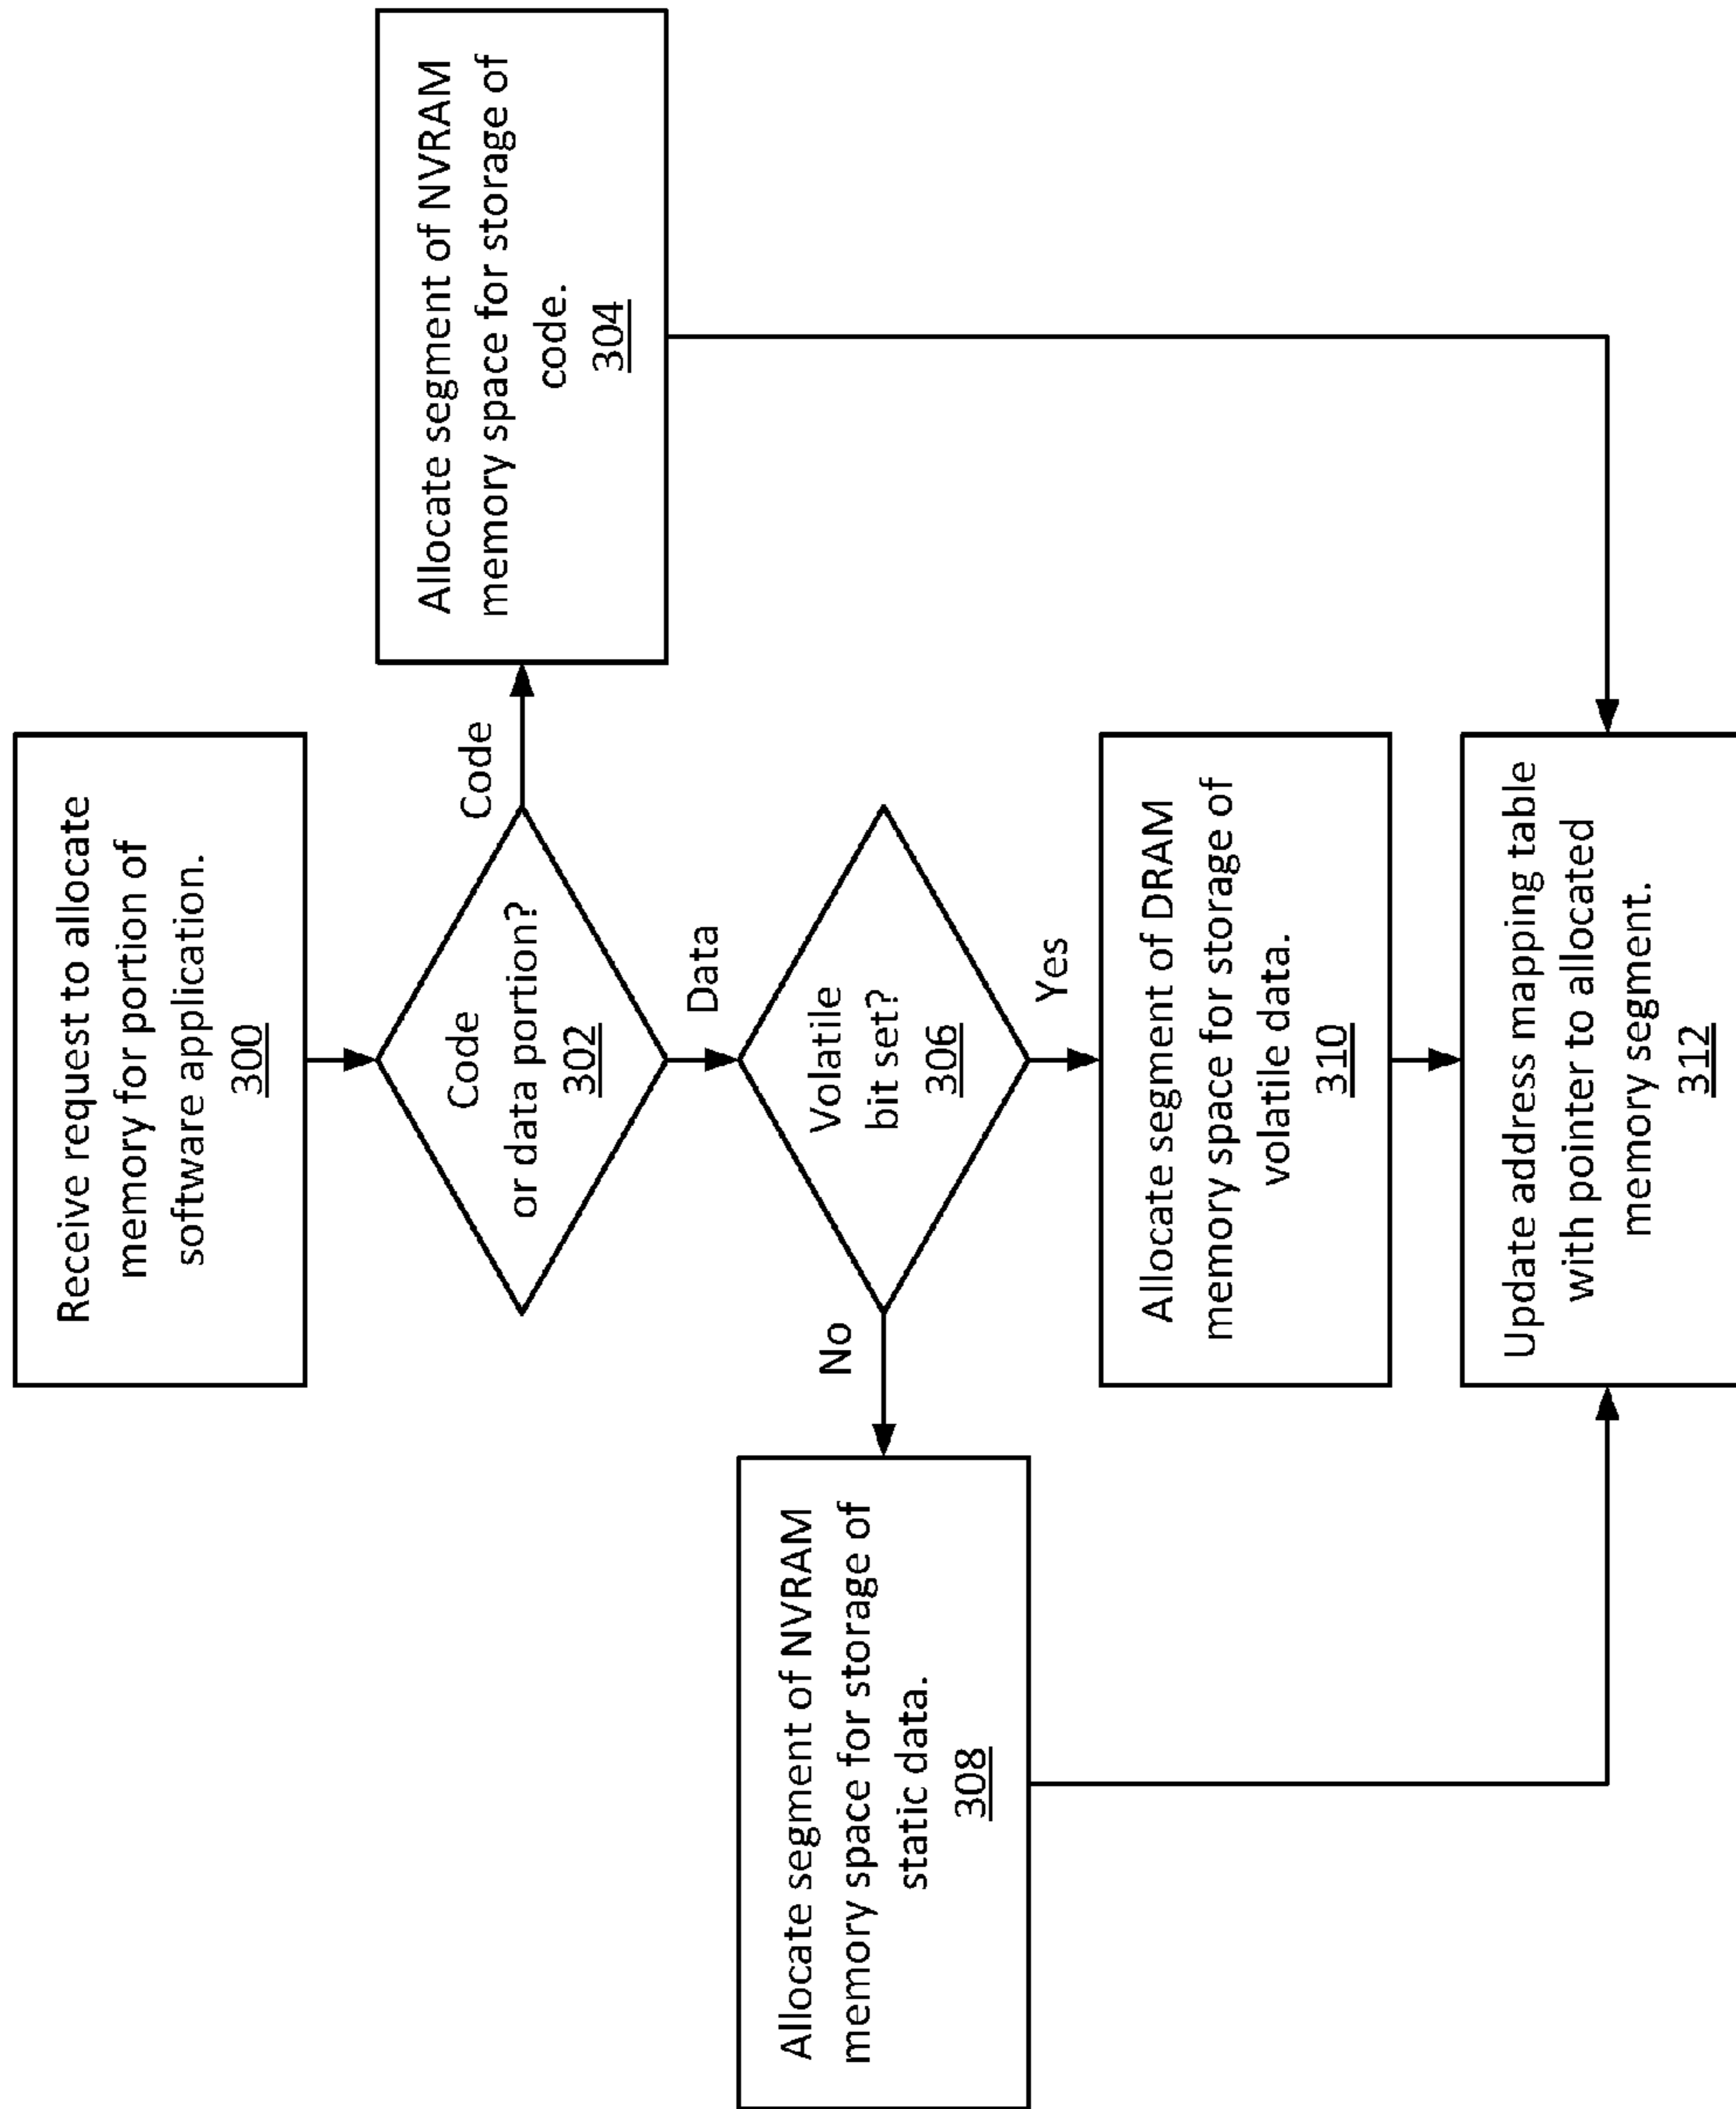 Receive request to allocate
memory for portion of
software application.
300
Code
or data portion?
302
Code
Allocate segment of NVRAM
memory space for storage of
code.
304
Data
Volatile
bit set?
306
No
Allocate segment of NVRAM
memory space for storage of
static data.
308
Yes
Allocate segment of DRAM
memory space for storage of
volatile data.
310
Update address mapping table
with pointer to allocated
memory segment.
312